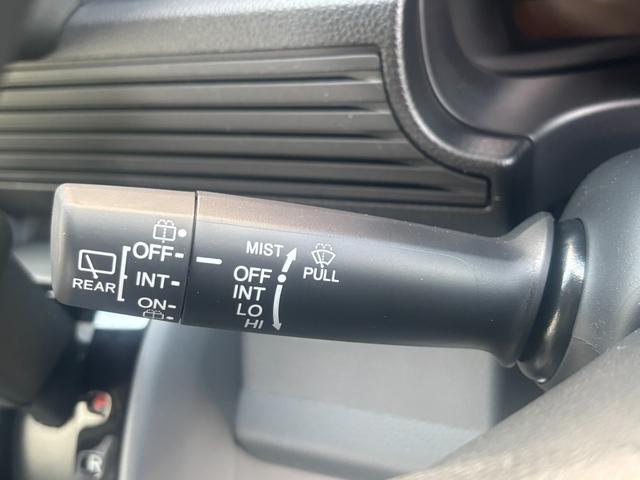 REAR
OFF
INT
ON
MIST
OFF
INT
LO
HI
PULL
R